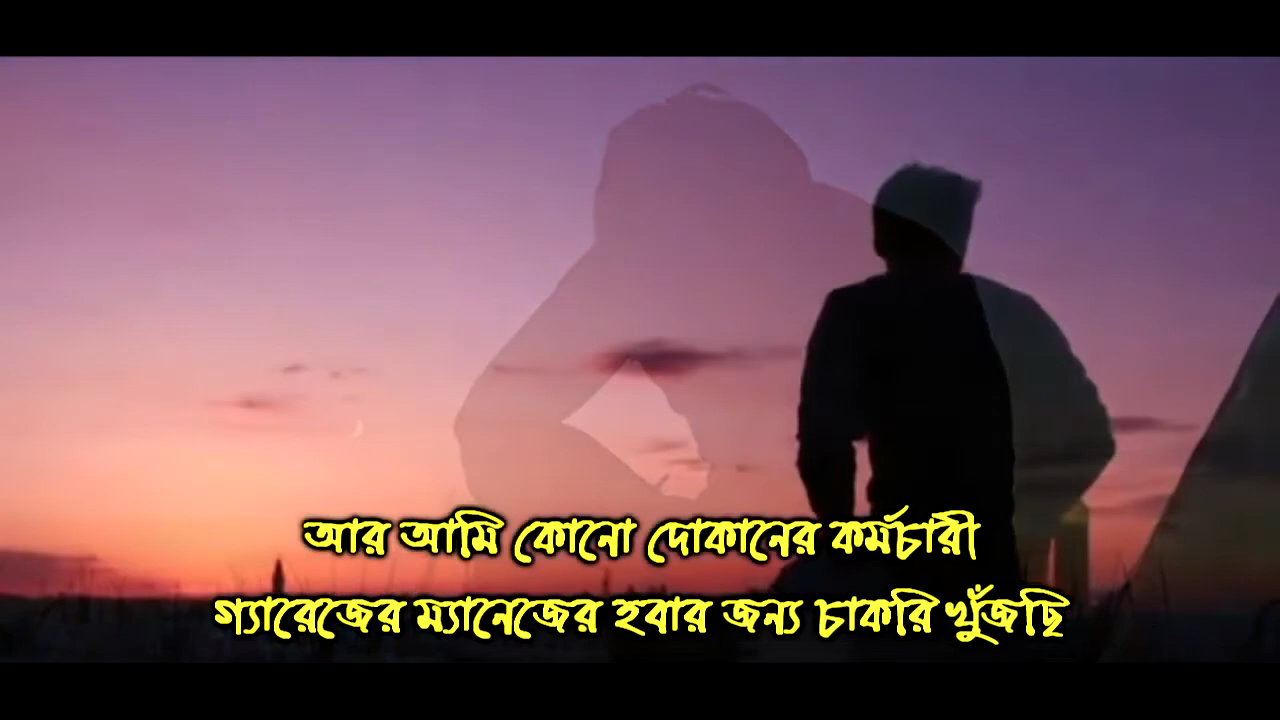 আর আমি কোনো দোকানের কর্মচারী
গ্যারেজের ম্যানেজের হবার জন্য চাকরি খুঁজছি